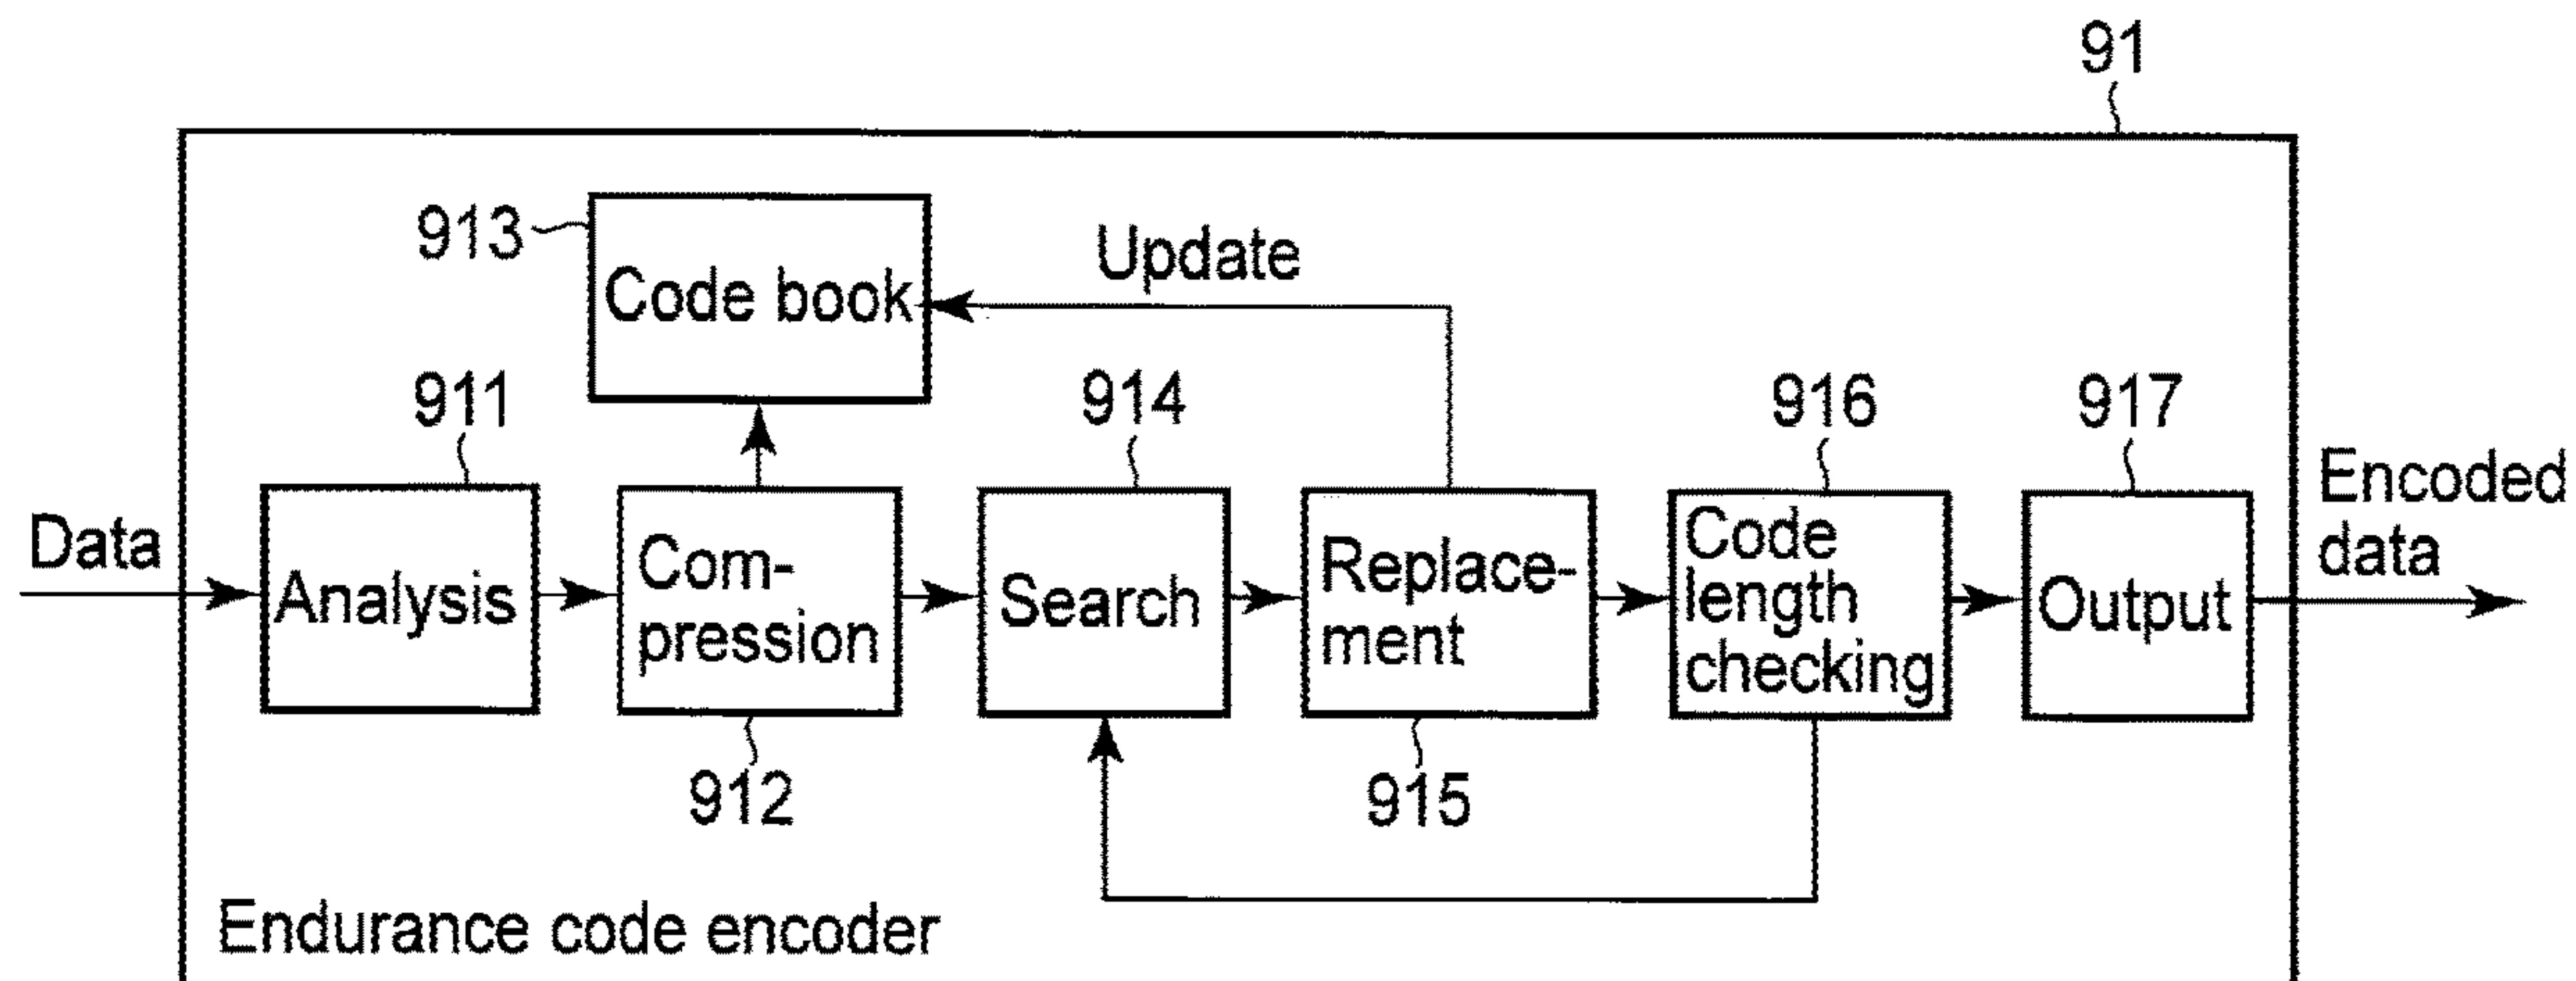 91
913
Code book
Update
911
914
916
917
Data
Analysis
Com-
pression
Search
Replace-
ment
Code
length
checking
Output
Encoded
data
912
915
Endurance code encoder